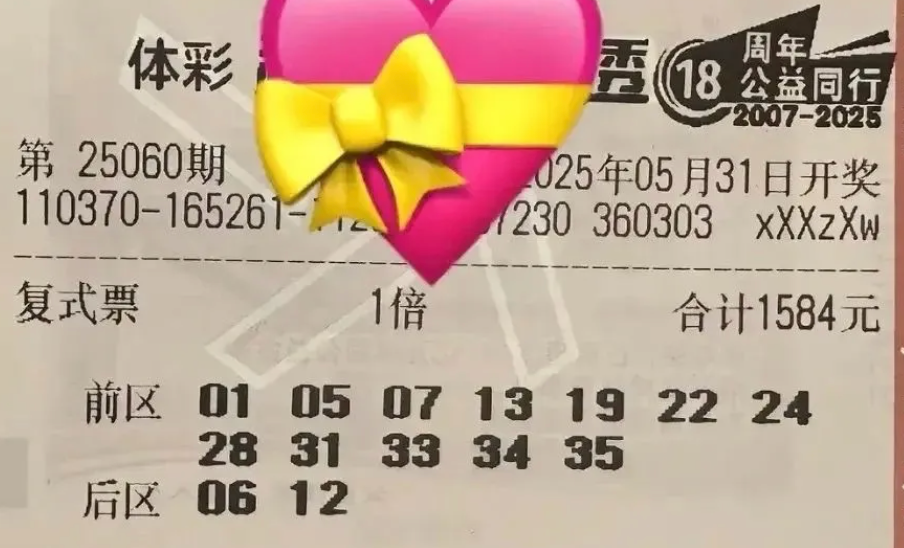 体彩 秀 18 周年
公益同行
2007-2025
第 25060期 2025年05月31日开奖
110370-165261- 7230 360303 xXXzXw
复式票 1倍 合计1584元
前区 01 05 07 13 19 22 24
28 31 33 34 35
后区 06 12